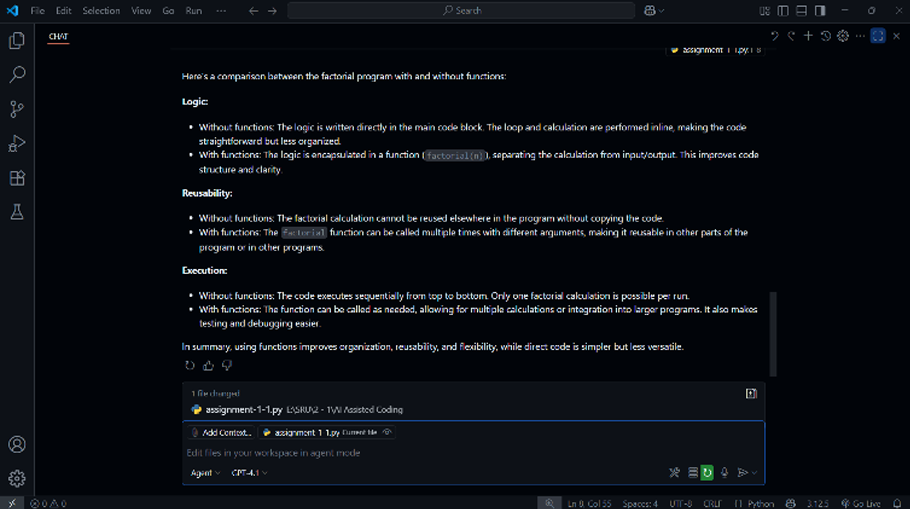 File Edit Selection View Go Run ... Search
CHAT
assignment-1-1.py:1-8
Here's a comparison between the factorial program with and without functions:
Logic:
• Without functions: The logic is written directly in the main code block. The loop and calculation are performed inline, making the code
straightforward but less organized.
• With functions: The logic is encapsulated in a function (factorial(n)), separating the calculation from input/output. This improves code
structure and clarity.
Reusability:
• Without functions: The factorial calculation cannot be reused elsewhere in the program without copying the code.
• With functions: The factorial function can be called multiple times with different arguments, making it reusable in other parts of the
program or in other programs.
Execution:
• Without functions: The code executes sequentially from top to bottom. Only one factorial calculation is possible per run.
• With functions: The function can be called as needed, allowing for multiple calculations or integration into larger programs. It also makes
testing and debugging easier.
In summary, using functions improves organization, reusability, and flexibility, while direct code is simpler but less versatile.
1 file changed
assignment-1-1.py E:\SRU\2 - 1\AI Assisted Coding
Add Context... assignment-1-1.py Current file
Edit files in your workspace in agent mode
Agent GPT-4.1
0 0 Ln 8, Col 55 Spaces: 4 UTF-8 CRLF Python 3.12.5 Go Live